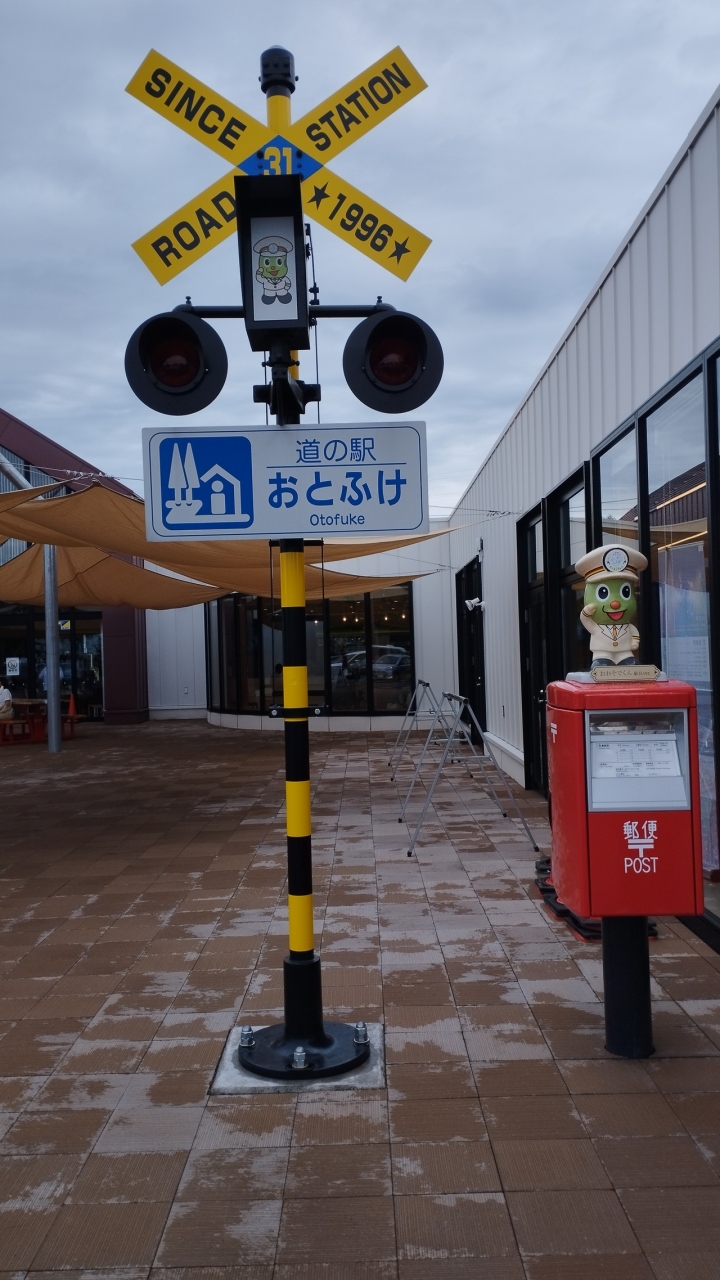 SINCE STATION
31
ROAD ★1996★
道の駅
おとふけ
Otofuke
郵便
〒
POST